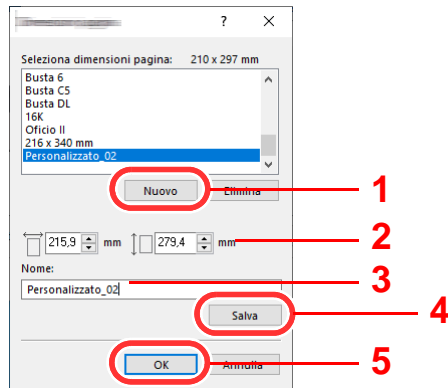 ? ×
Seleziona dimensioni pagina: 210 x 297 mm
Busta 6
Busta C5
Busta DL
16K
Oficio II
216 x 340 mm
Personalizzato_02
Nuovo Elimina 1
215,9 mm 279,4 mm 2
Nome:
Personalizzato_02 3
Salva 4
OK Annulla 5